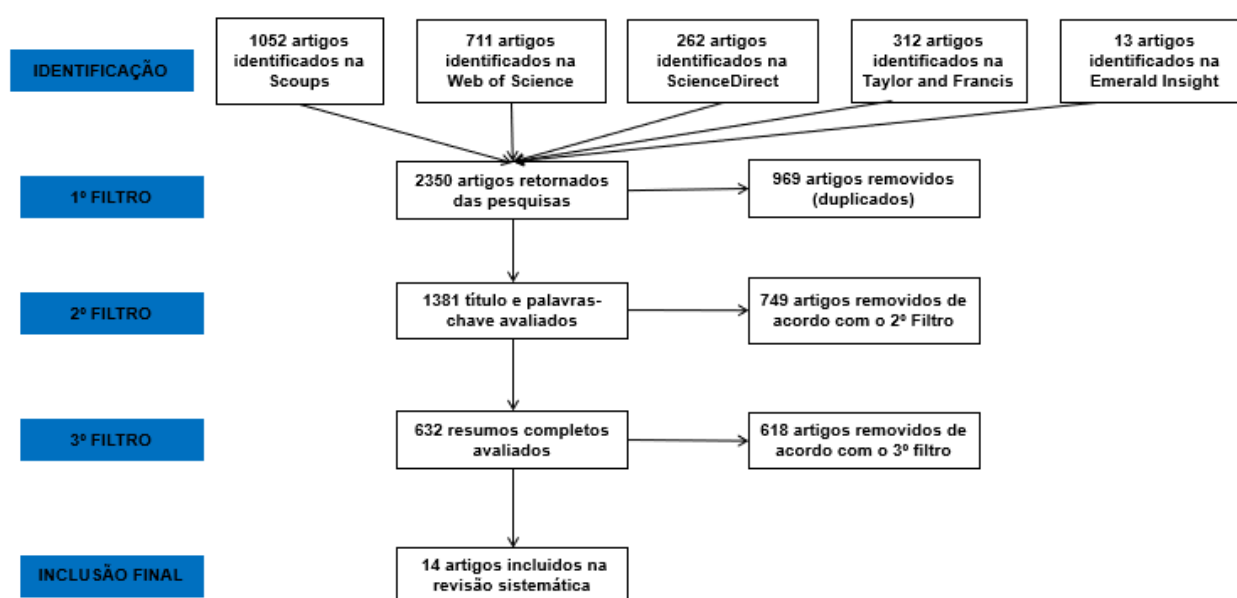 IDENTIFICAÇÃO
1052 artigos
identificados na
Scoups
711 artigos
identificados na
Web of Science
262 artigos
identificados na
ScienceDirect
312 artigos
identificados na
Taylor and Francis
13 artigos
identificados na
Emerald Insight
1º FILTRO
2350 artigos retornados
das pesquisas
969 artigos removidos
(duplicados)
2º FILTRO
1381 título e palavras-
chave avaliados
749 artigos removidos de
acordo com o 2º Filtro
3º FILTRO
632 resumos completos
avaliados
618 artigos removidos de
acordo com o 3º filtro
INCLUSÃO FINAL
14 artigos incluidos na
revisão sistemática